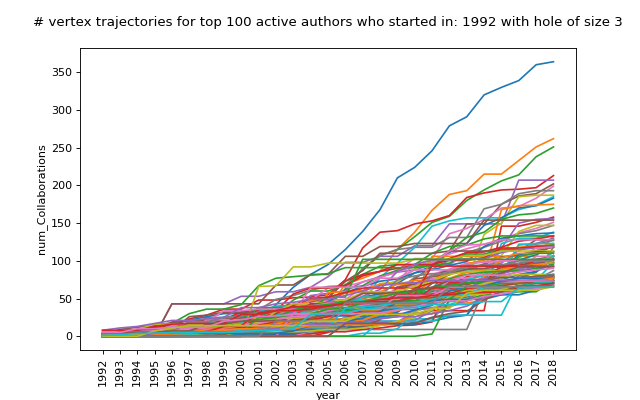 # vertex trajectories for top 100 active authors who started in: 1992 with hole of size 3
350
300
250
200
150
100
50
0
num_Collaborations
1992 1993 1994 1995 1996 1997 1998 1999 2000 2001 2002 2003 2004 2005 2006 2007 2008 2009 2010 2011 2012 2013 2014 2015 2016 2017 2018
year